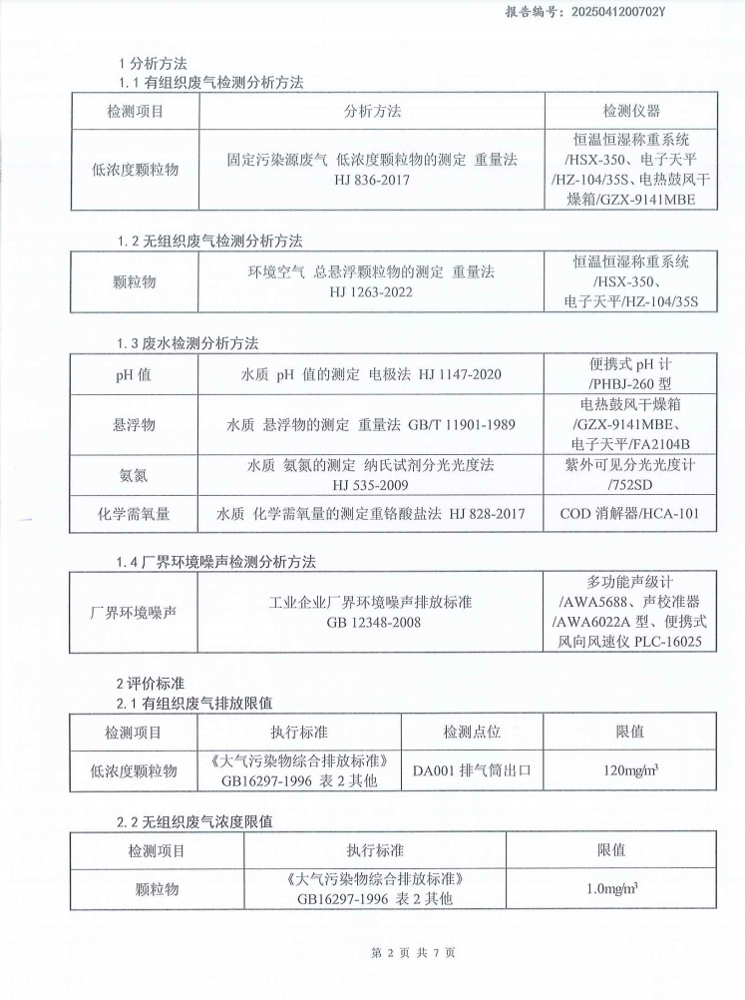 报告编号：2025041200702Y
1 分析方法
1.1 有组织废气检测分析方法
检测项目 分析方法 检测仪器
低浓度颗粒物 固定污染源废气 低浓度颗粒物的测定 重量法
HJ 836-2017
恒温恒湿称重系统
/HSX-350、电子天平
/HZ-104/35S、电热鼓风干
燥箱/GZX-9141MBE
1.2 无组织废气检测分析方法
颗粒物 环境空气 总悬浮颗粒物的测定 重量法
HJ 1263-2022
恒温恒湿称重系统
/HSX-350、
电子天平/HZ-104/35S
1.3 废水检测分析方法
pH 值 水质 pH 值的测定 电极法 HJ 1147-2020
便携式 pH 计
/PHBJ-260 型
悬浮物 水质 悬浮物的测定 重量法 GB/T 11901-1989
电热鼓风干燥箱
/GZX-9141MBE、
电子天平/FA2104B
氨氮 水质 氨氮的测定 纳氏试剂分光光度法
HJ 535-2009
紫外可见分光光度计
/752SD
化学需氧量 水质 化学需氧量的测定重铬酸盐法 HJ 828-2017 COD 消解器/HCA-101
1.4 厂界环境噪声检测分析方法
厂界环境噪声 工业企业厂界环境噪声排放标准
GB 12348-2008
多功能声级计
/AWA5688、声校准器
/AWA6022A 型、便携式
风向风速仪 PLC-16025
2 评价标准
2.1 有组织废气排放限值
检测项目 执行标准 检测点位 限值
低浓度颗粒物 《大气污染物综合排放标准》
GB16297-1996 表 2 其他
DA001 排气筒出口 120mg/m³
2.2 无组织废气浓度限值
检测项目 执行标准 限值
颗粒物 《大气污染物综合排放标准》
GB16297-1996 表 2 其他
1.0mg/m³
第 2 页 共 7 页